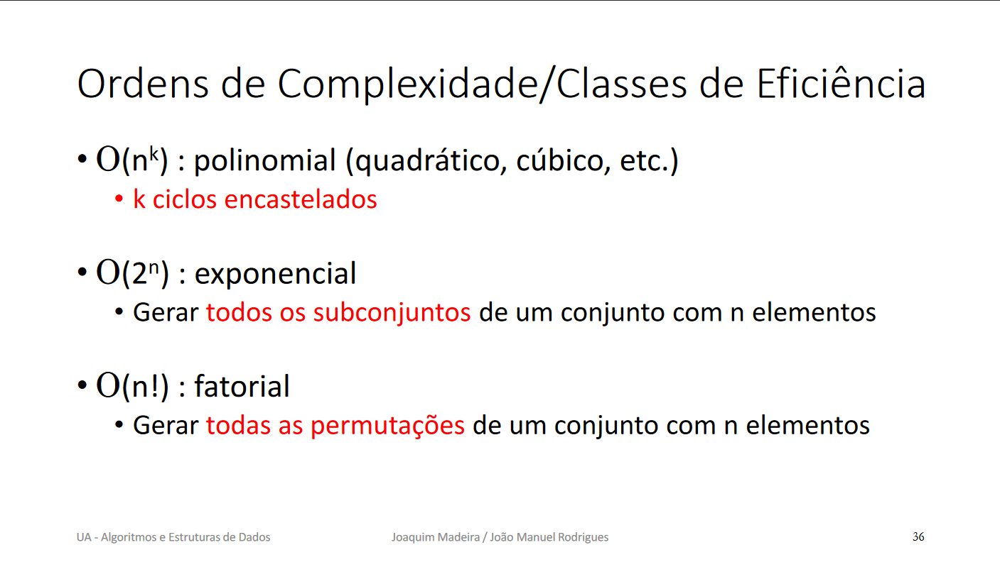 Ordens de Complexidade/Classes de Eficiência
• O(nᵏ) : polinomial (quadrático, cúbico, etc.)
• k ciclos encastelados
• O(2ⁿ) : exponencial
• Gerar todos os subconjuntos de um conjunto com n elementos
• O(n!) : fatorial
• Gerar todas as permutações de um conjunto com n elementos
UA - Algoritmos e Estruturas de Dados
Joaquim Madeira / João Manuel Rodrigues
36